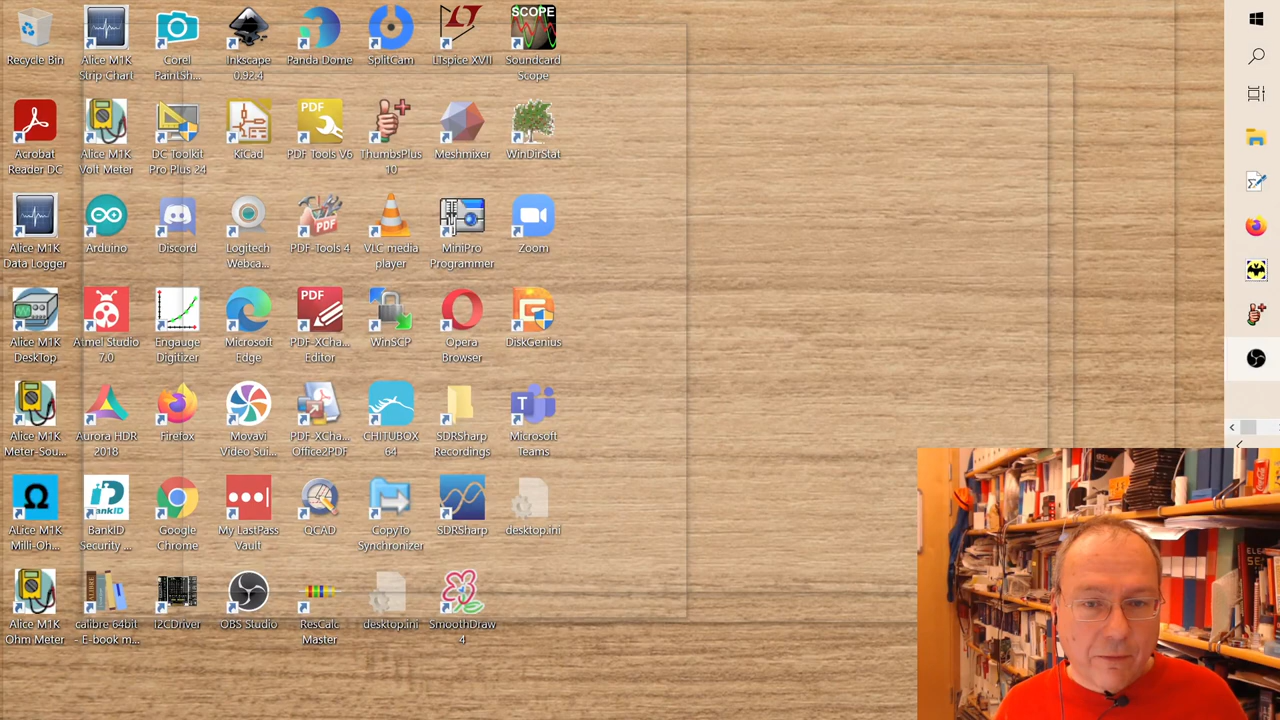 Recycle Bin
Alice M1K
Strip Chart
Corel
PaintSh...
Inkscape
0.92.4
Panda Dome
SplitCam
LTspice XVII
SCOPE
Soundcard
Scope
Acrobat
Reader DC
Alice M1K
Volt Meter
DC Toolkit
Pro Plus 24
KiCad
PDF
PDF Tools V6
ThumbsPlus
10
Meshmixer
WinDirStat
Alice M1K
Data Logger
Arduino
Discord
Logitech
Webca...
PDF
PDF-Tools 4
VLC media
player
MiniPro
Programmer
Zoom
Alice M1K
DeskTop
Atmel Studio
7.0
Engauge
Digitizer
Microsoft
Edge
PDF
PDF-XCha...
Editor
WinSCP
Opera
Browser
DiskGenius
Alice M1K
Meter-Sou...
Aurora HDR
2018
Firefox
Movavi
Video Sui...
PDF-XCha...
Office2PDF
CHITUBOX
64
SDRSharp
Recordings
Microsoft
Teams
Ω
ALice M1K
Milli-Oh...
BankID
BankID
Security ...
Google
Chrome
My LastPass
Vault
QCAD
CopyTo
Synchronizer
SDRSharp
desktop.ini
Alice M1K
Ohm Meter
calibre 64bit
- E-book m...
I2CDriver
OBS Studio
ResCalc
Master
desktop.ini
SmoothDraw
4